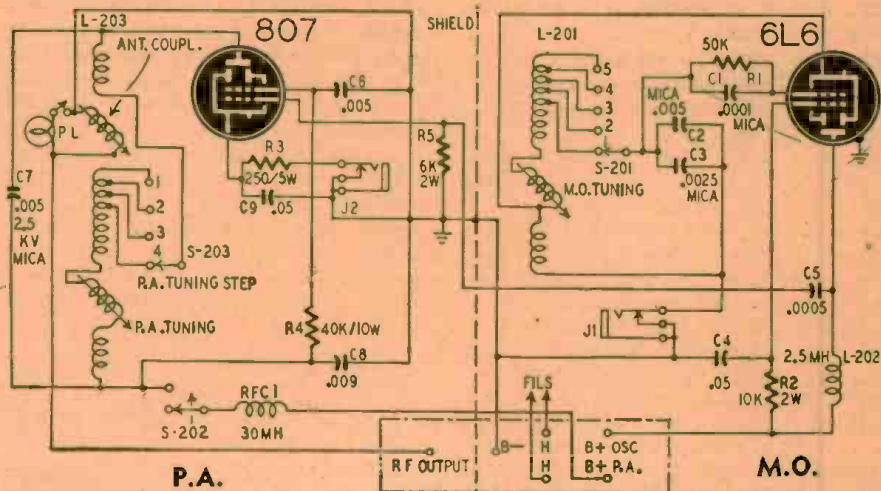 L-203
ANT. COUPL.
807
SHIELD
L-201
50K
6L6
C1
R1
.0001
MICA
5
4
3
2
MICA
.005
C2
C3
.0025
MICA
S-201
M.O. TUNING
C6
.005
R5
6K
2W
PL
R3
250/5W
C9
.05
J2
C7
.005
2.5
KV
MICA
1
2
3
4
S-203
P.A. TUNING STEP
P.A. TUNING
R4
40K/10W
C8
.009
C5
.0005
J1
C4
.05
2.5 MH
L-202
R2
10K
2W
RFC1
30MH
S-202
FILS
RF OUTPUT
B-
H
H
B+ OSC
B+ P.A.
P.A.
M.O.